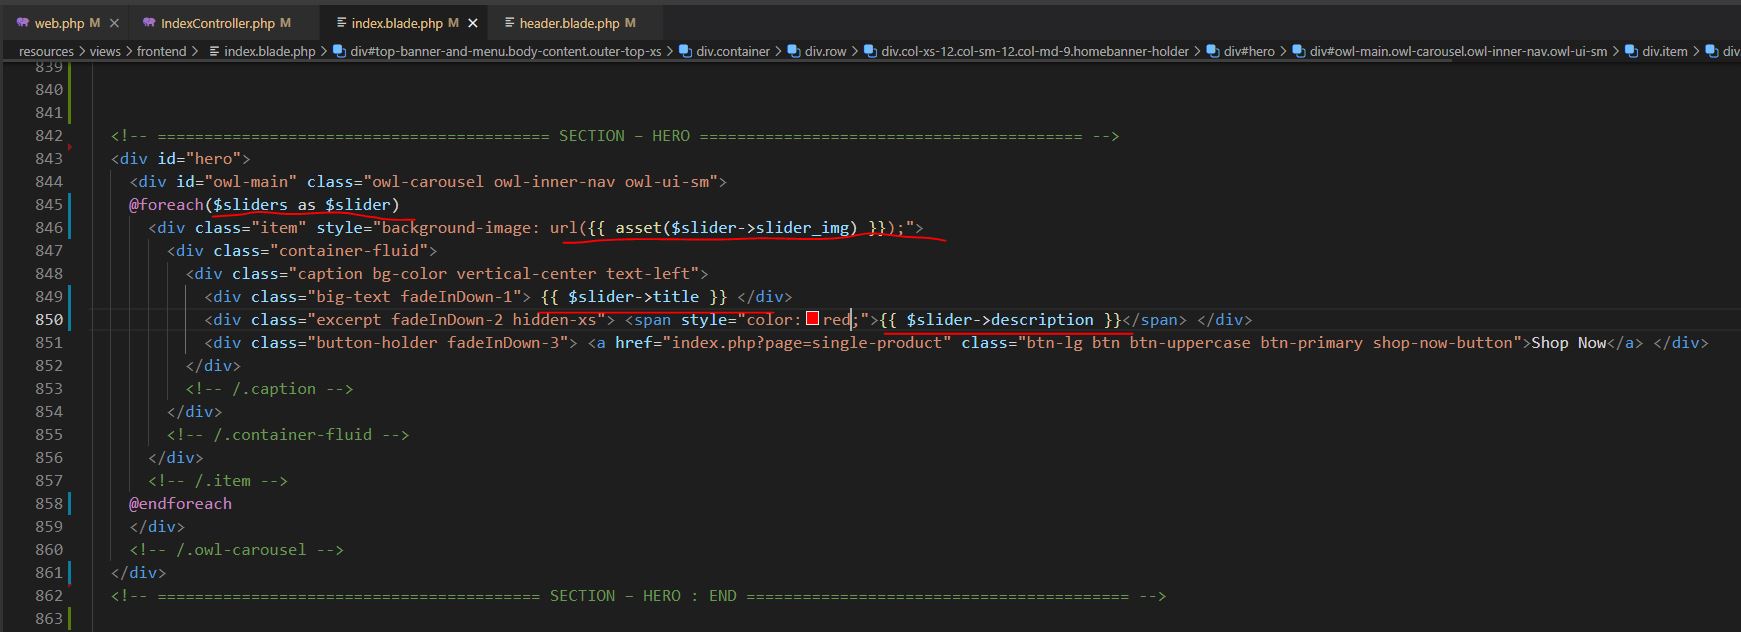 web.php M × IndexController.php M index.blade.php M × header.blade.php M
resources > views > frontend > index.blade.php > div#top-banner-and-menu.body-content.outer-top-xs > div.container > div.row > div.col-xs-12.col-sm-12.col-md-9.homebanner-holder > div#hero > div#owl-main.owl-carousel.owl-inner-nav.owl-ui-sm > div.item > div
839
840
841
842 <!-- ========================================== SECTION – HERO ========================================= -->
843 <div id="hero">
844 <div id="owl-main" class="owl-carousel owl-inner-nav owl-ui-sm">
845 @foreach($sliders as $slider)
846 <div class="item" style="background-image: url({{ asset($slider->slider_img) }});">
847 <div class="container-fluid">
848 <div class="caption bg-color vertical-center text-left">
849 <div class="big-text fadeInDown-1"> {{ $slider->title }} </div>
850 <div class="excerpt fadeInDown-2 hidden-xs"> <span style="color: red;">{{ $slider->description }}</span> </div>
851 <div class="button-holder fadeInDown-3"> <a href="index.php?page=single-product" class="btn-lg btn btn-uppercase btn-primary shop-now-button">Shop Now</a> </div>
852 </div>
853 <!-- /.caption -->
854 </div>
855 <!-- /.container-fluid -->
856 </div>
857 <!-- /.item -->
858 @endforeach
859 </div>
860 <!-- /.owl-carousel -->
861 </div>
862 <!-- ========================================= SECTION – HERO : END ========================================= -->
863